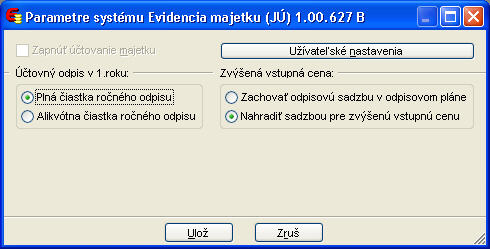 Parametre systému Evidencia majetku (JÚ) 1.00.627 B
Zapnúť účtovanie majetku
Užívateľské nastavenia
Účtovný odpis v 1.roku:
Zvýšená vstupná cena:
Plná čiastka ročného odpisu
Zachovať odpisovú sadzbu v odpisovom pláne
Alikvótna čiastka ročného odpisu
Nahradiť sadzbou pre zvýšenú vstupnú cenu
Ulož
Zruš